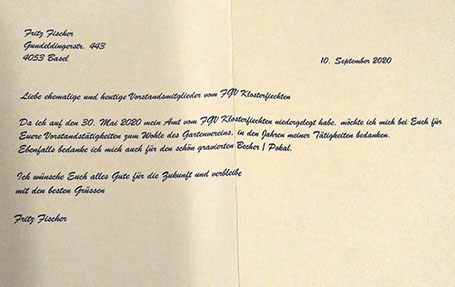 Fritz Fischer
Gundeldingerstr. 443
4053 Basel
10. September 2020
Liebe ehemalige und heutige Vorstandsmitglieder vom FGV Klosterfiechten
Da ich auf den 30. Mai 2020 mein Amt vom FGV Klosterfiechten niedergelegt habe, möchte ich mich bei Euch für
Euere Vorstandstätigkeiten zum Wohle des Gartenvereins, in den Jahren meiner Tätigkeiten bedanken.
Ebenfalls bedanke ich mich auch für den schön gravierten Becher / Pokal.
Ich wünsche Euch alles Gute für die Zukunft und verbleibe
mit den besten Grüssen
Fritz Fischer